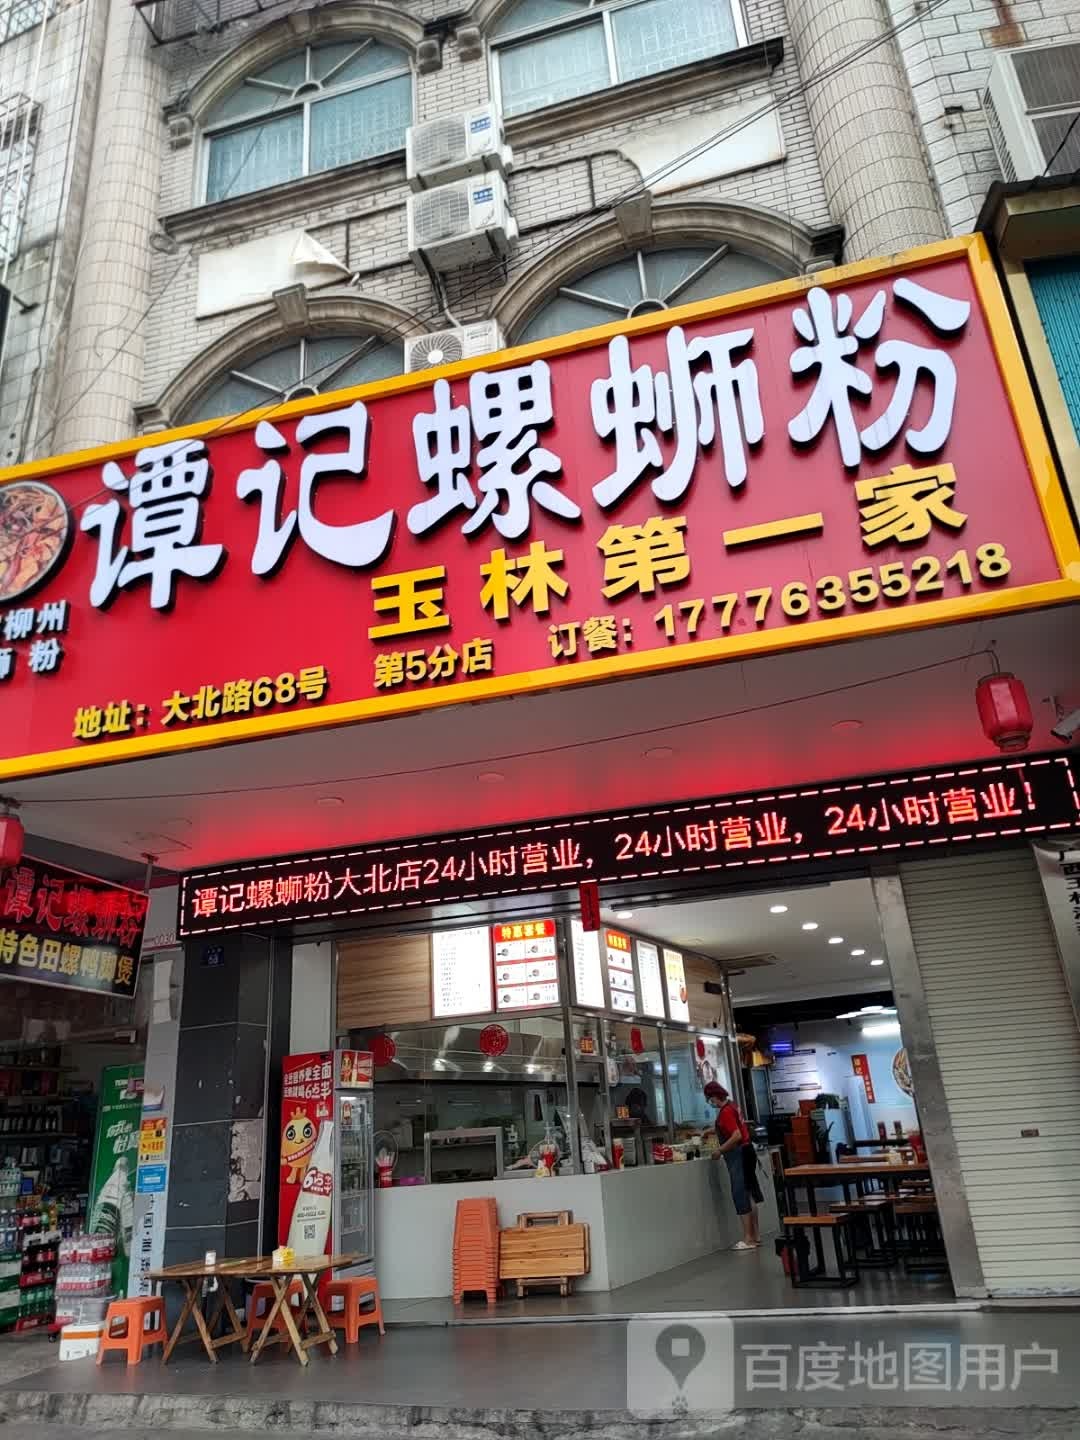 谭记螺蛳粉
玉林第一家
柳州
粉
地址：大北路68号 第5分店 订餐：17776355218
谭记螺蛳粉大北店24小时营业，24小时营业，24小时营业！
谭记螺蛳粉
特色田螺鸭脚煲
特惠套餐
6点半
百度地图用户